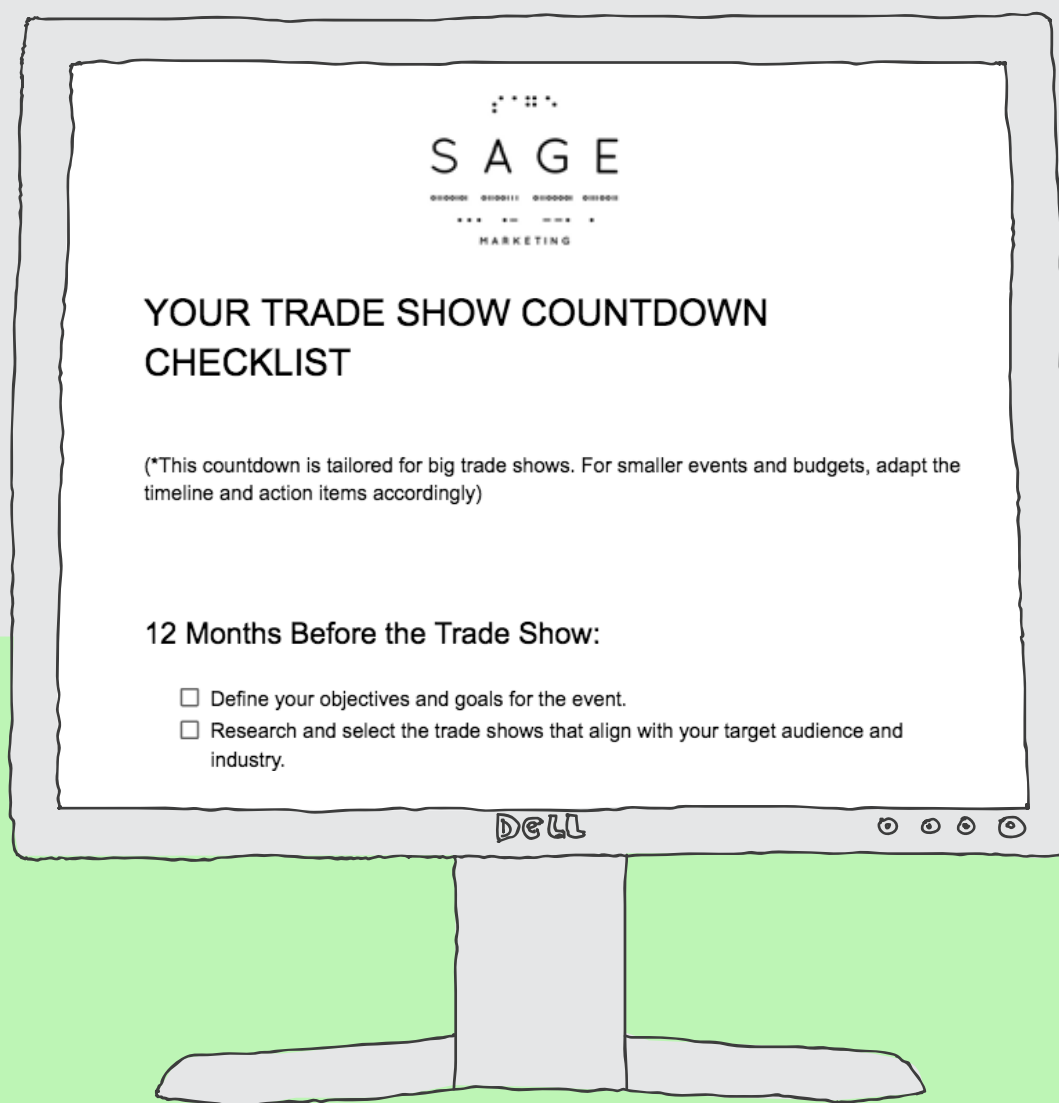 SAGE
MARKETING
YOUR TRADE SHOW COUNTDOWN
CHECKLIST
(*This countdown is tailored for big trade shows. For smaller events and budgets, adapt the
timeline and action items accordingly)
12 Months Before the Trade Show:
Define your objectives and goals for the event.
Research and select the trade shows that align with your target audience and
industry.
DELL